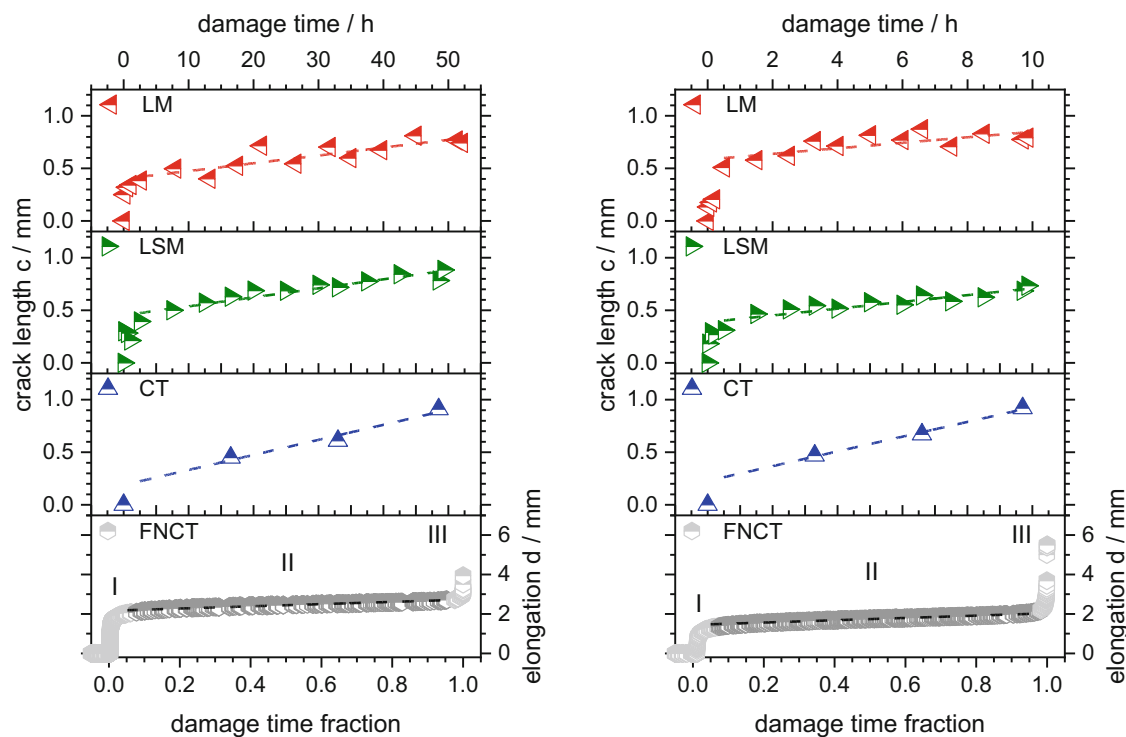 damage time / h
0 10 20 30 40 50
LM
1.0
0.5
0.0
LSM
1.0
0.5
0.0
CT
1.0
0.5
0.0
FNCT
I
II
III
6
4
2
0
crack length c / mm
elongation d / mm
0.0 0.2 0.4 0.6 0.8 1.0
damage time fraction
damage time / h
0 2 4 6 8 10
LM
1.0
0.5
0.0
LSM
1.0
0.5
0.0
CT
1.0
0.5
0.0
FNCT
I
II
III
6
4
2
0
crack length c / mm
elongation d / mm
0.0 0.2 0.4 0.6 0.8 1.0
damage time fraction